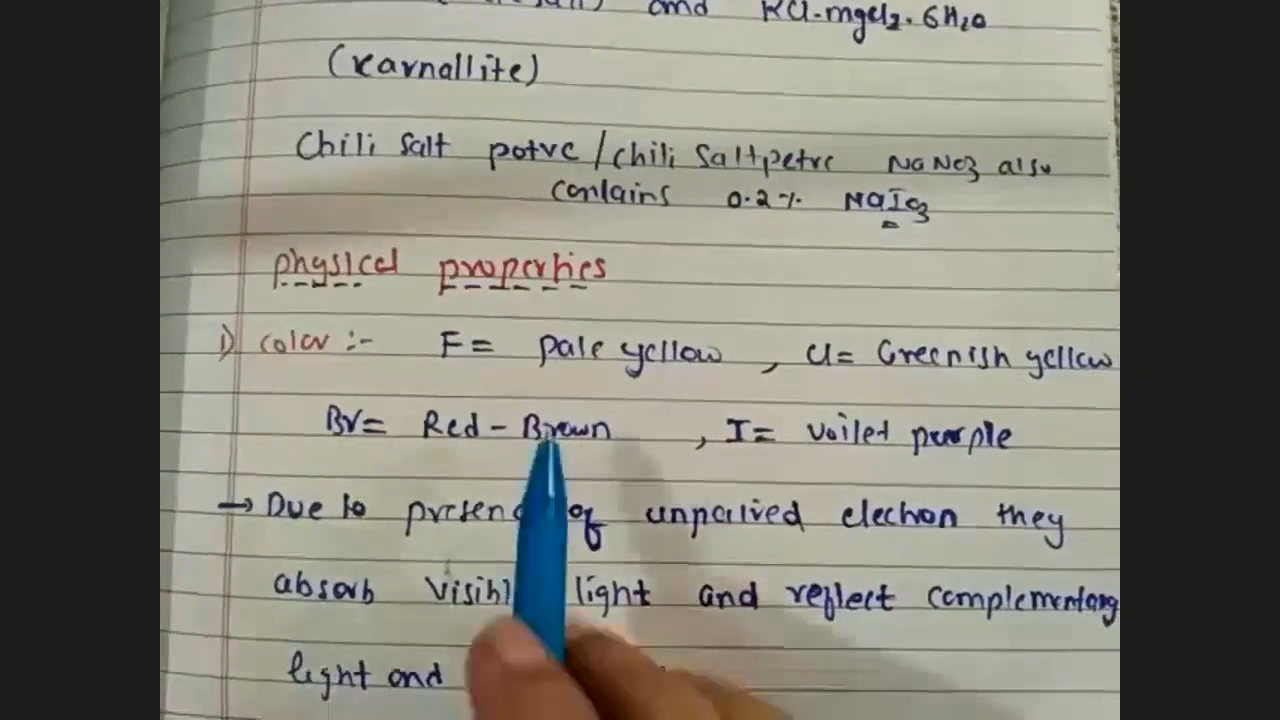 and KCl.mgCl2.6H2O
(Karnallite)
Chili salt potre/chili saltpetre NaNO3 also
contains 0.2% NaIO3
physical properties
1) color :- F= pale yellow , Cl= Greenish yellow
Br= Red-Brown , I= voilet purple
→ Due to of unpaired electron they
absorb light and reflect complementary
light and